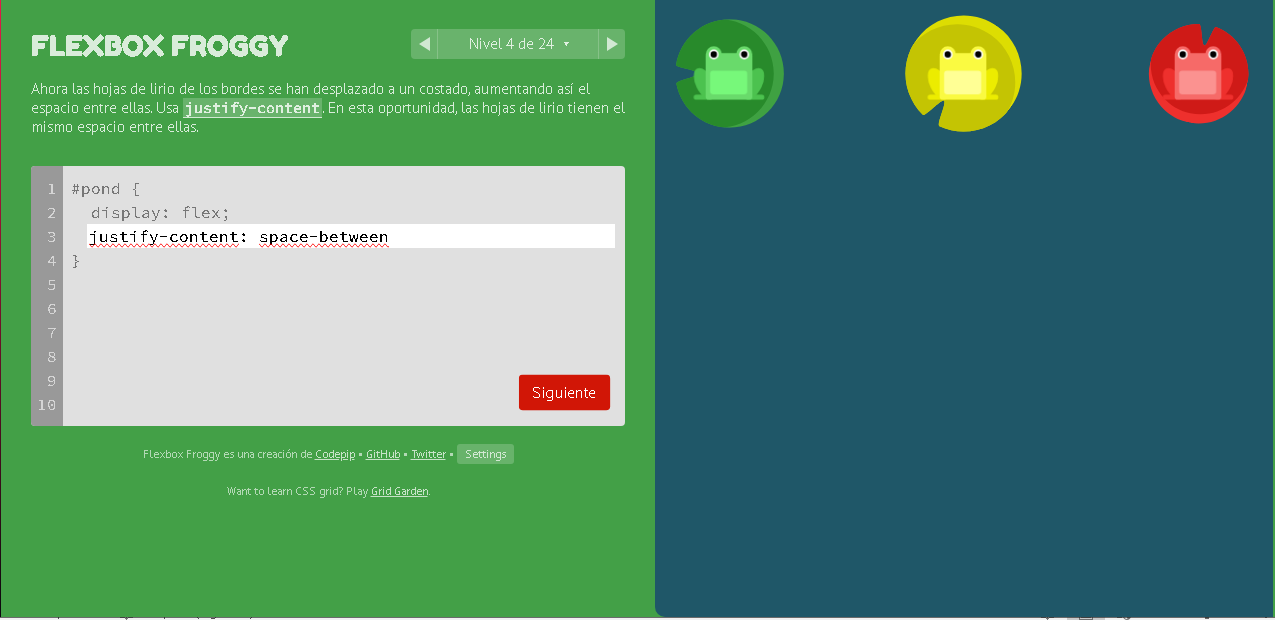 FLEXBOX FROGGY
Nivel 4 de 24
Ahora las hojas de lirio de los bordes se han desplazado a un costado, aumentando así el
espacio entre ellas. Usa justify-content. En esta oportunidad, las hojas de lirio tienen el
mismo espacio entre ellas.
1 #pond {
2 display: flex;
3 justify-content: space-between
4 }
5
6
7
8
9
10
Siguiente
Flexbox Froggy es una creación de Codepip • GitHub • Twitter • Settings
Want to learn CSS grid? Play Grid Garden.